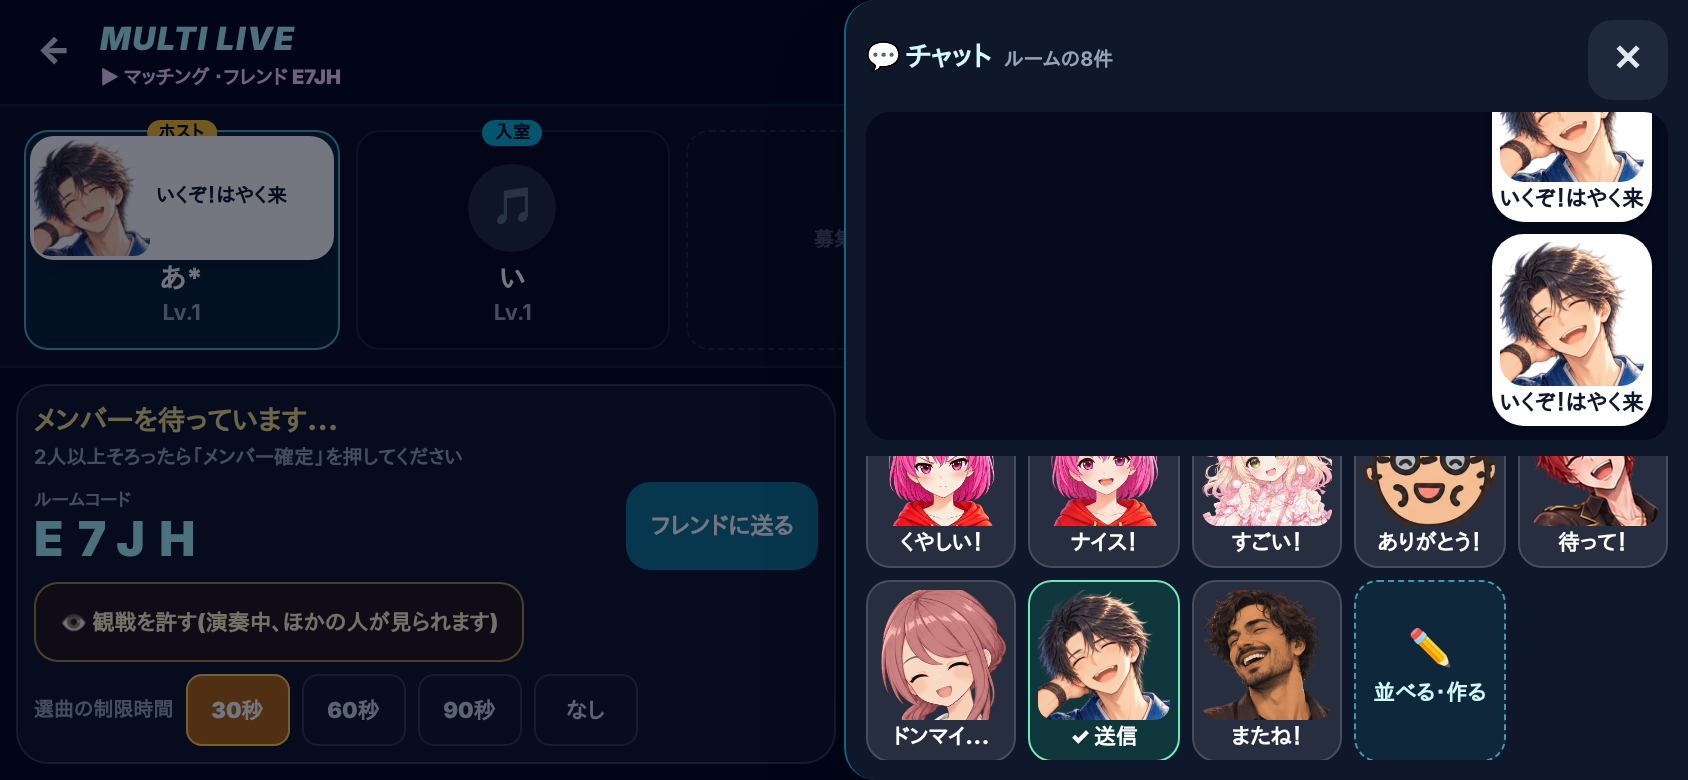 MULTI LIVE
▶ マッチング ・フレンド E7JH
ホスト
いくぞ！はやく来
あ*
Lv.1
入室
い
Lv.1
メンバーを待っています…
2人以上そろったら「メンバー確定」を押してください
ルームコード
E7JH
フレンドに送る
観戦を許す(演奏中、ほかの人が見られます)
選曲の制限時間
30秒
60秒
90秒
なし
チャット ルームの8件
✕
いくぞ！はやく来
いくぞ！はやく来
くやしい！
ナイス！
すごい！
ありがとう！
待って！
ドンマイ…
✓ 送信
またね！
並べる・作る